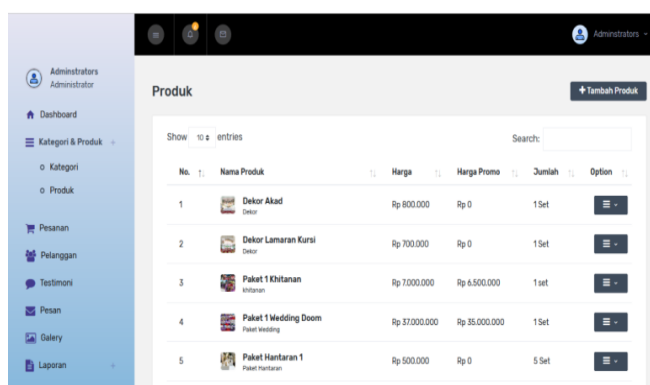 Adminstrators
Adminstrators
Administrator
Dashboard
Kategori & Produk +
Kategori
Produk
Pesanan
Pelanggan
Testimoni
Pesan
Galery
Laporan +
Produk
+ Tambah Produk
Show 10 entries
Search:
No. Nama Produk Harga Harga Promo Jumlah Option
1 Dekor Akad Rp 800.000 Rp 0 1 Set
Dekor
2 Dekor Lamaran Kursi Rp 700.000 Rp 0 1 Set
Dekor
3 Paket 1 Khitanan Rp 7.000.000 Rp 6.500.000 1 set
khitanan
4 Paket 1 Wedding Doom Rp 37.000.000 Rp 35.000.000 1 Set
Paket Wedding
5 Paket Hantaran 1 Rp 500.000 Rp 0 5 Set
Paket Hantaran